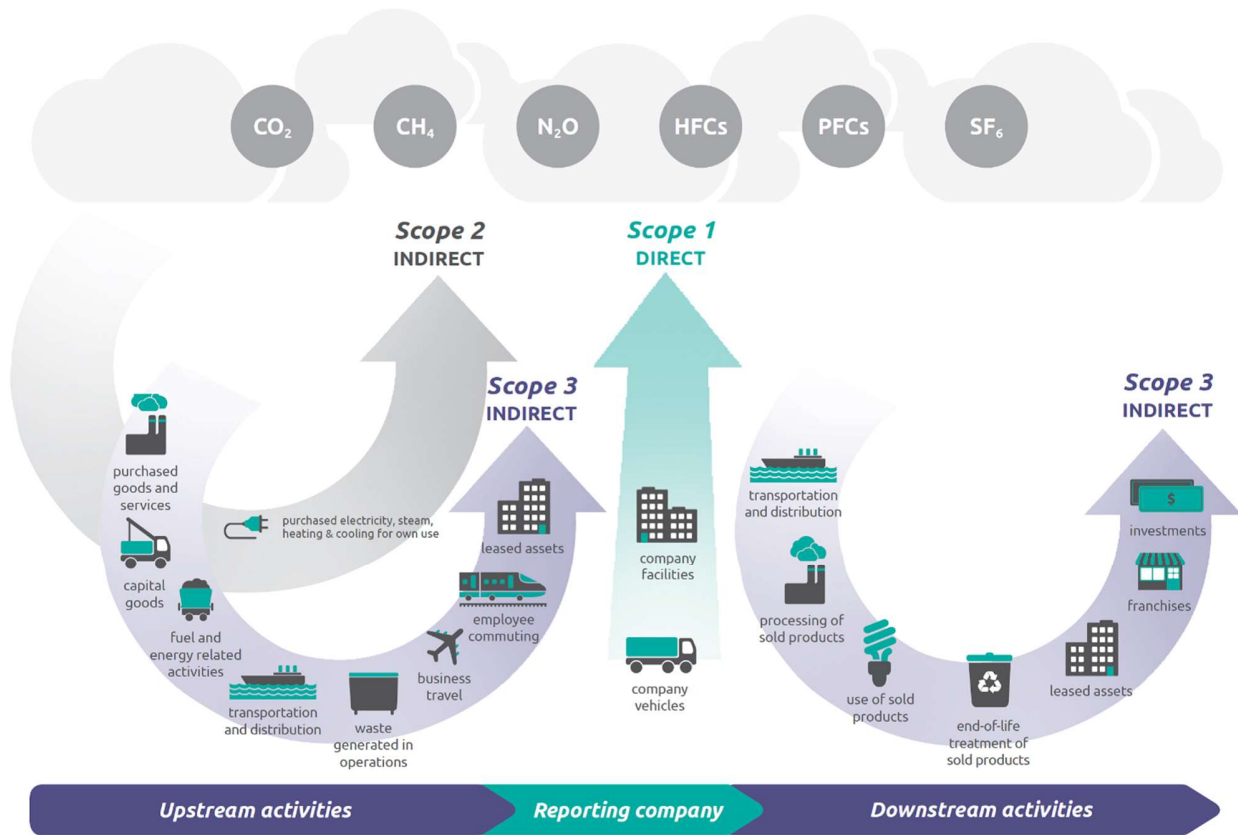 CO₂
CH₄
N₂O
HFCs
PFCs
SF₆
Scope 2
INDIRECT
Scope 1
DIRECT
Scope 3
INDIRECT
Scope 3
INDIRECT
purchased
goods and
services
capital
goods
fuel and
energy related
activities
purchased electricity, steam,
heating & cooling for own use
transportation
and distribution
waste
generated in
operations
business
travel
employee
commuting
leased assets
company
facilities
company
vehicles
transportation
and distribution
processing of
sold products
use of sold
products
end-of-life
treatment of
sold products
leased assets
franchises
$
investments
Upstream activities
Reporting company
Downstream activities